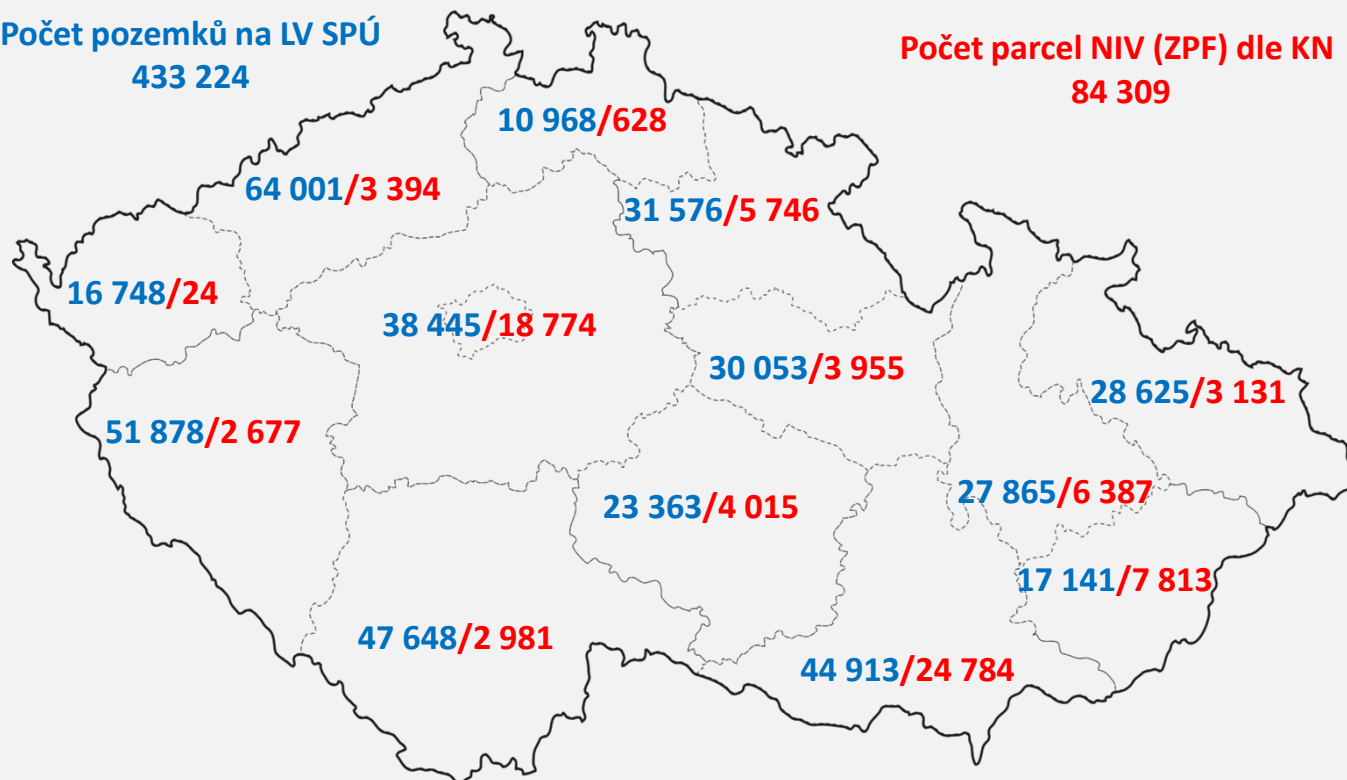 Počet pozemků na LV SPÚ
433 224
Počet parcel NIV (ZPF) dle KN
84 309
10 968/628
64 001/3 394
31 576/5 746
16 748/24
38 445/18 774
30 053/3 955
28 625/3 131
51 878/2 677
27 865/6 387
23 363/4 015
17 141/7 813
47 648/2 981
44 913/24 784